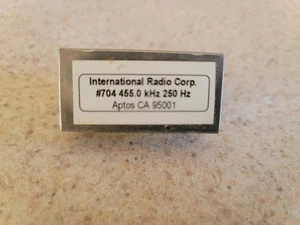 International Radio Corp.
#704 455.0 kHz 250 Hz
Aptos CA 95001